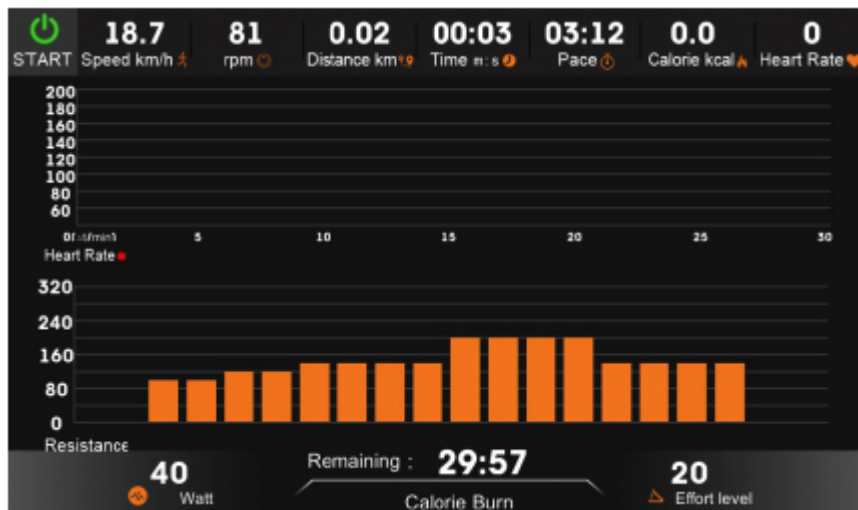 18.7 81 0.02 00:03 03:12 0.0 0
START Speed km/h rpm Distance km Time m:s Pace Calorie kcal Heart Rate
200
180
160
140
120
100
80
60
5 10 15 20 25 30
Heart Rate
320
240
160
80
0
Resistance
40 Remaining : 29:57 20
Watt Calorie Burn Effort level